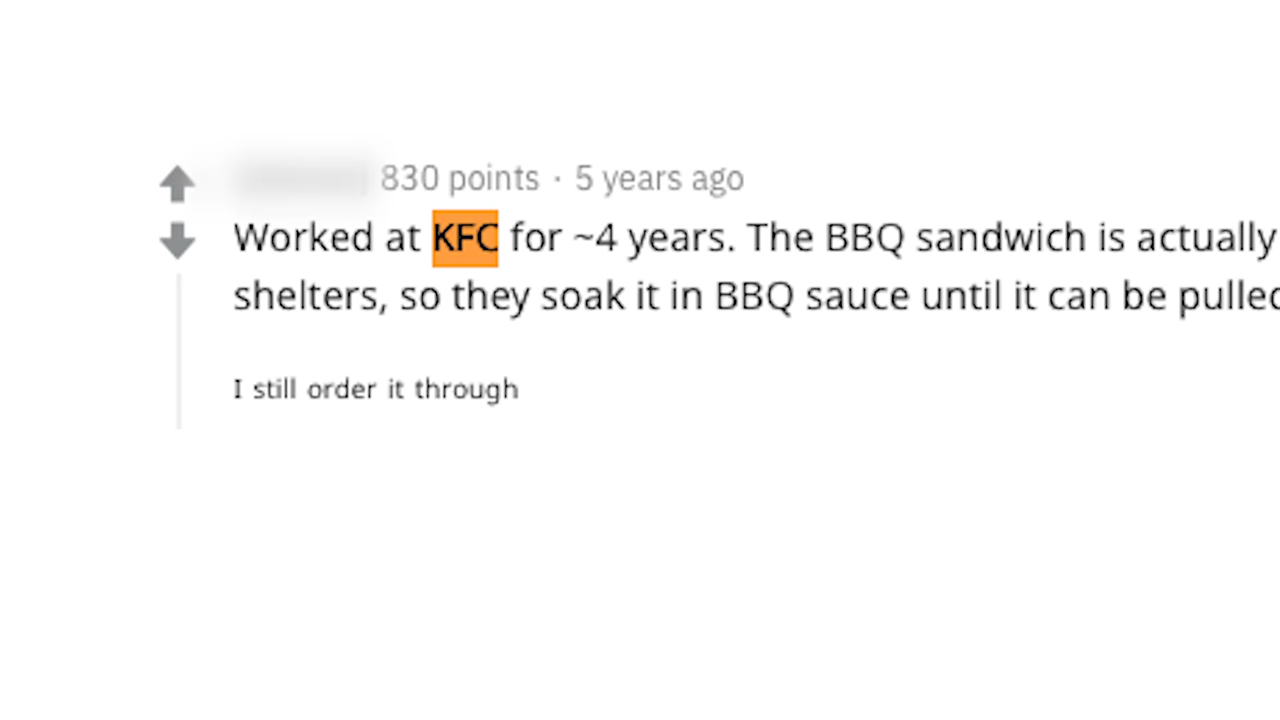 830 points · 5 years ago
Worked at KFC for ~4 years. The BBQ sandwich is actually
shelters, so they soak it in BBQ sauce until it can be pulled
I still order it through